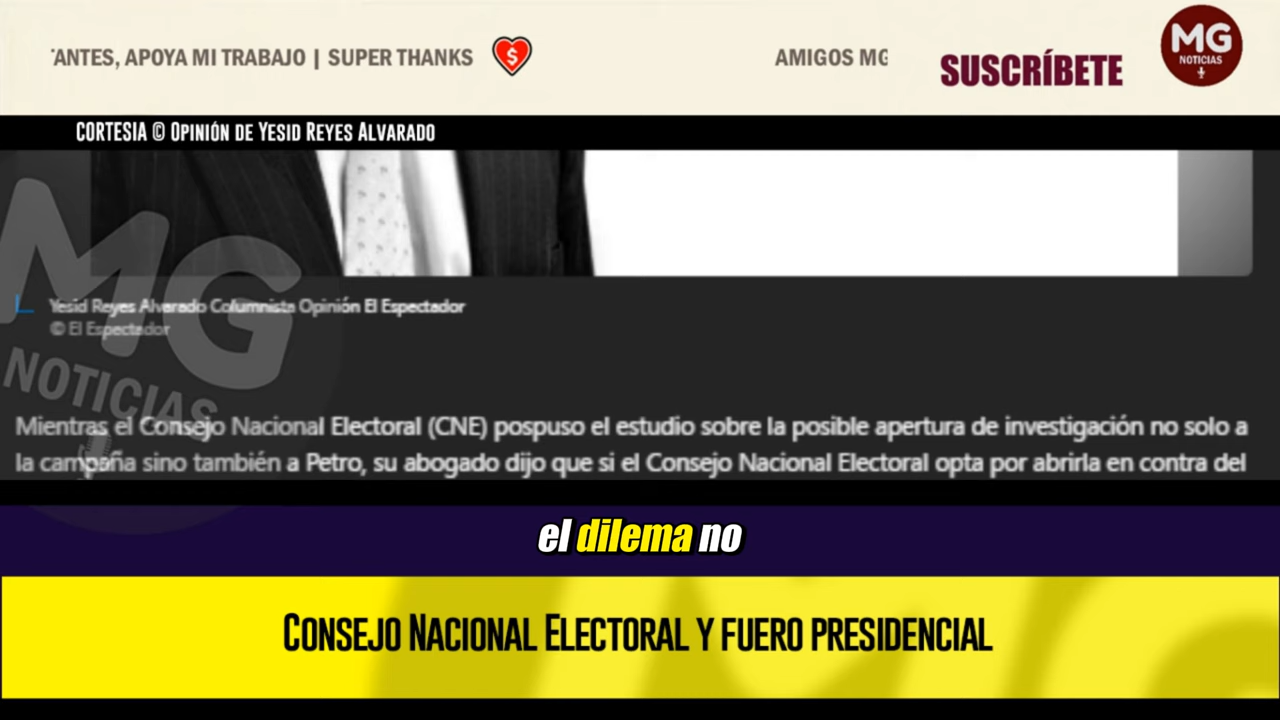 'ANTES, APOYA MI TRABAJO | SUPER THANKS
AMIGOS MG
SUSCRÍBETE
MG
NOTICIAS
CORTESIA © OPINIÓN DE YESID REYES ALVARADO
MG
NOTICIAS
Yesid Reyes Alvarado Columnista Opinión El Espectador
© El Espectador
Mientras el Consejo Nacional Electoral (CNE) pospuso el estudio sobre la posible apertura de investigación no solo a
la campaña sino también a Petro, su abogado dijo que si el Consejo Nacional Electoral opta por abrirla en contra del
el dilema no
CONSEJO NACIONAL ELECTORAL Y FUERO PRESIDENCIAL